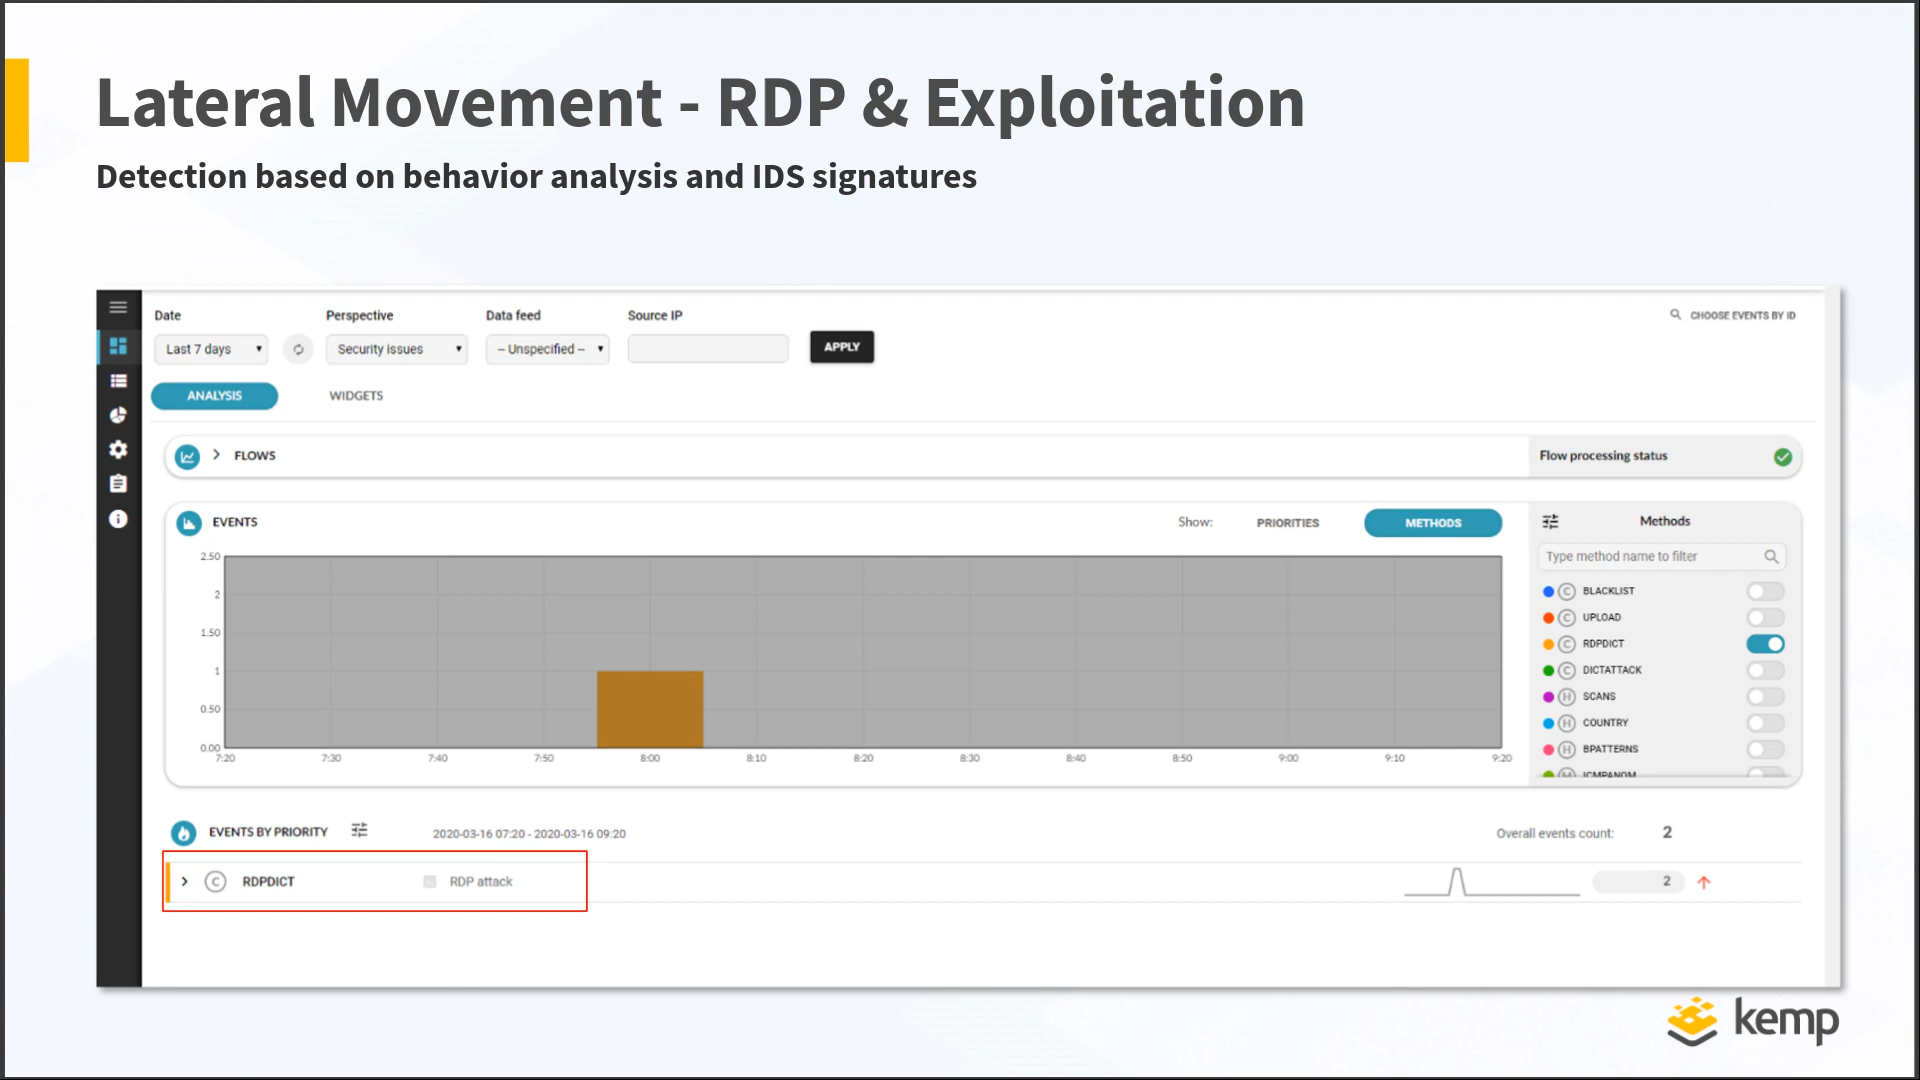 Lateral Movement - RDP & Exploitation
Detection based on behavior analysis and IDS signatures
Date
Perspective
Data feed
Source IP
CHOOSE EVENTS BY ID
Last 7 days
Security issues
-- Unspecified --
APPLY
ANALYSIS
WIDGETS
FLOWS
Flow processing status
EVENTS
Show:
PRIORITIES
METHODS
Methods
Type method name to filter
2.50
2
1.50
1
0.50
0.00
7:20 7:30 7:40 7:50 8:00 8:10 8:20 8:30 8:40 8:50 9:00 9:10 9:20
C BLACKLIST
C UPLOAD
C RDPDICT
C DICTATTACK
H SCANS
H COUNTRY
H BPATTERNS
M ICMPANOM
EVENTS BY PRIORITY
2020-03-16 07:20 - 2020-03-16 09:20
Overall events count: 2
C RDPDICT
RDP attack
2
kemp